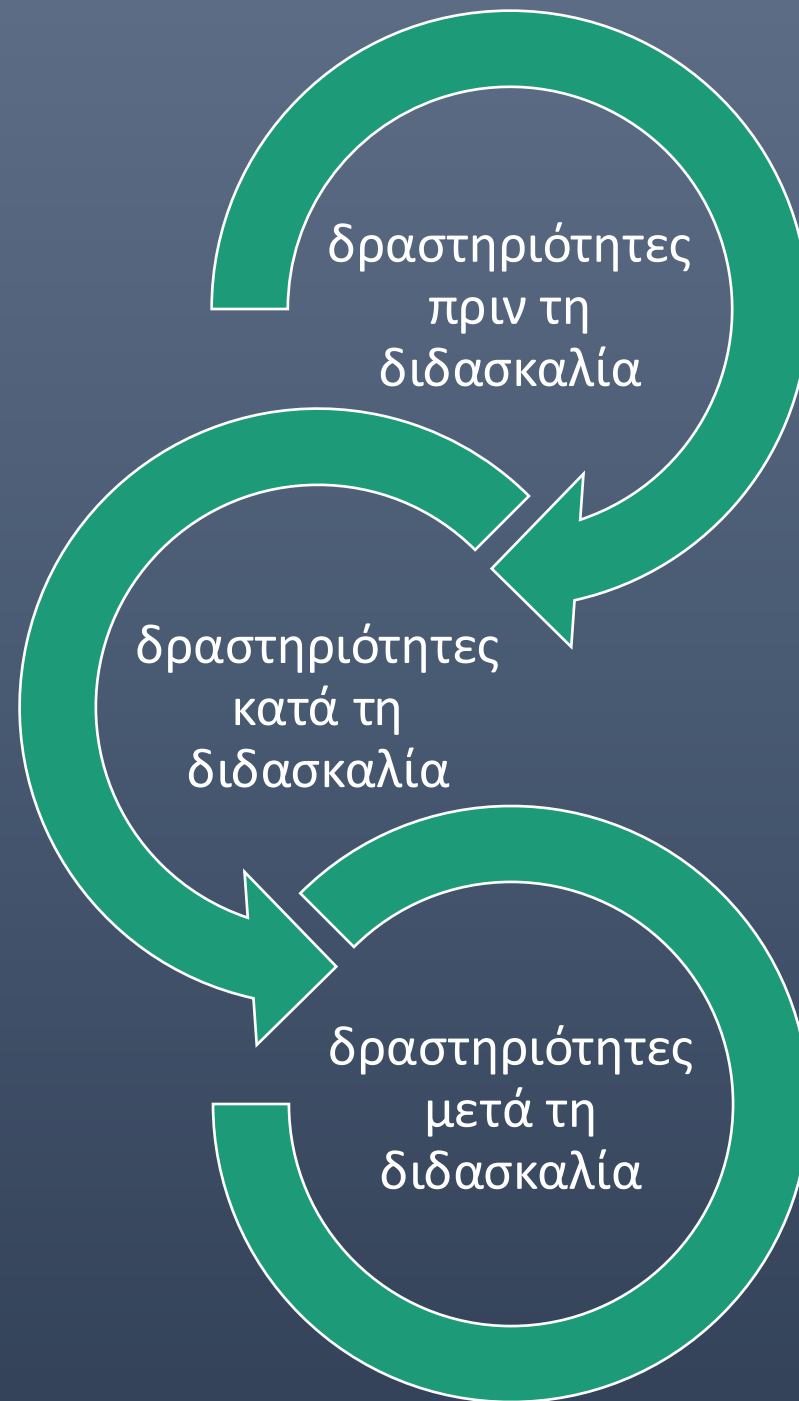 δραστηριότητες
πριν τη
διδασκαλία
δραστηριότητες
κατά τη
διδασκαλία
δραστηριότητες
μετά τη
διδασκαλία